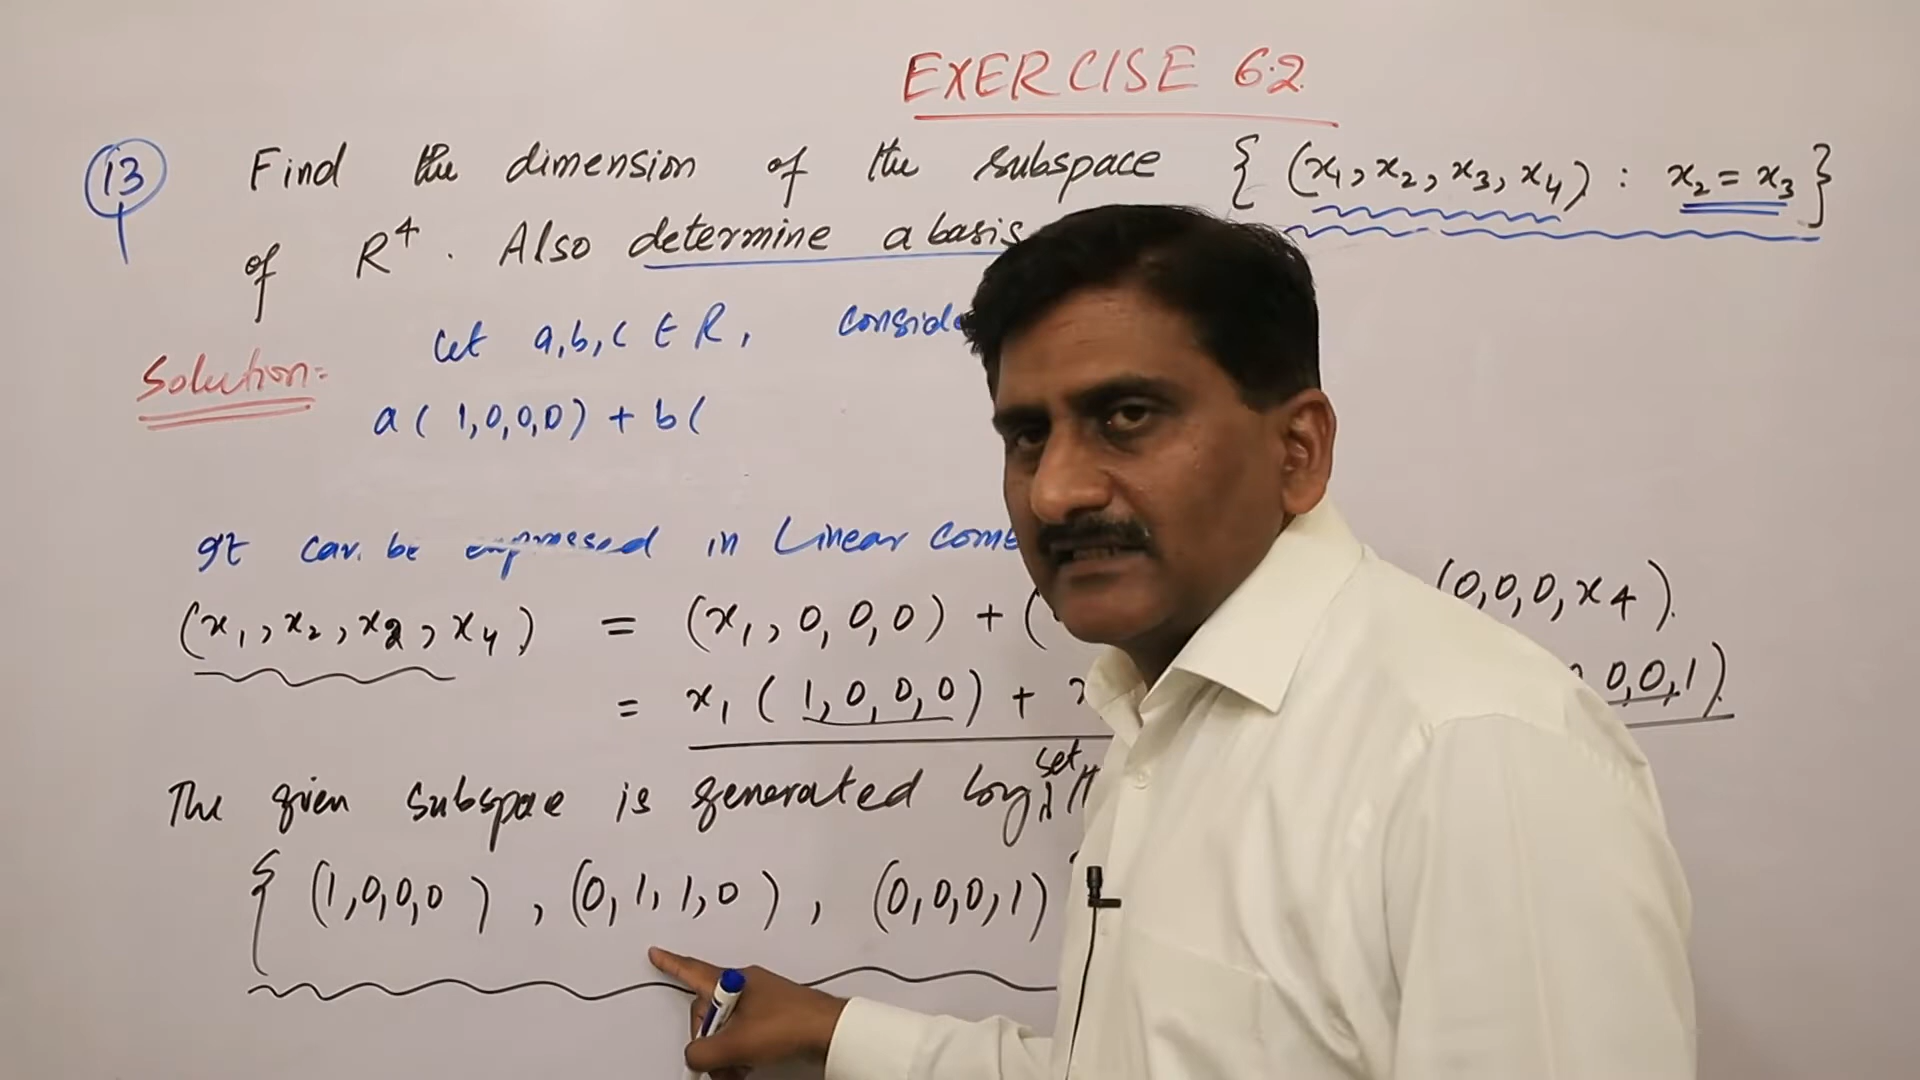 EXERCISE 6.2
13 Find the dimension of the subspace { (x₁, x₂, x₃, x₄) : x₂ = x₃ }
of R⁴. Also determine a basis
Solution:- Let a,b,c ∈ R, conside
a ( 1,0,0,0) + b (
It can be expressed in Linear Com
(x₁, x₂, x₂, x₄) = (x₁, 0, 0, 0) + ( (0,0,0,x₄).
= x₁ ( 1, 0, 0, 0) + 0,0,1).
set
The given subspace is generated by
{ (1,0,0,0) , (0,1,1,0) , (0,0,0,1)